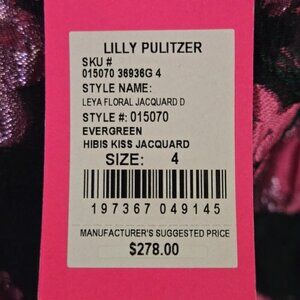 LILLY PULITZER
SKU #
015070 36936G 4
STYLE NAME:
LEYA FLORAL JACQUARD D
STYLE #: 015070
EVERGREEN
HIBIS KISS JACQUARD
SIZE: 4
197367 049145
MANUFACTURER'S SUGGESTED PRICE
$278.00